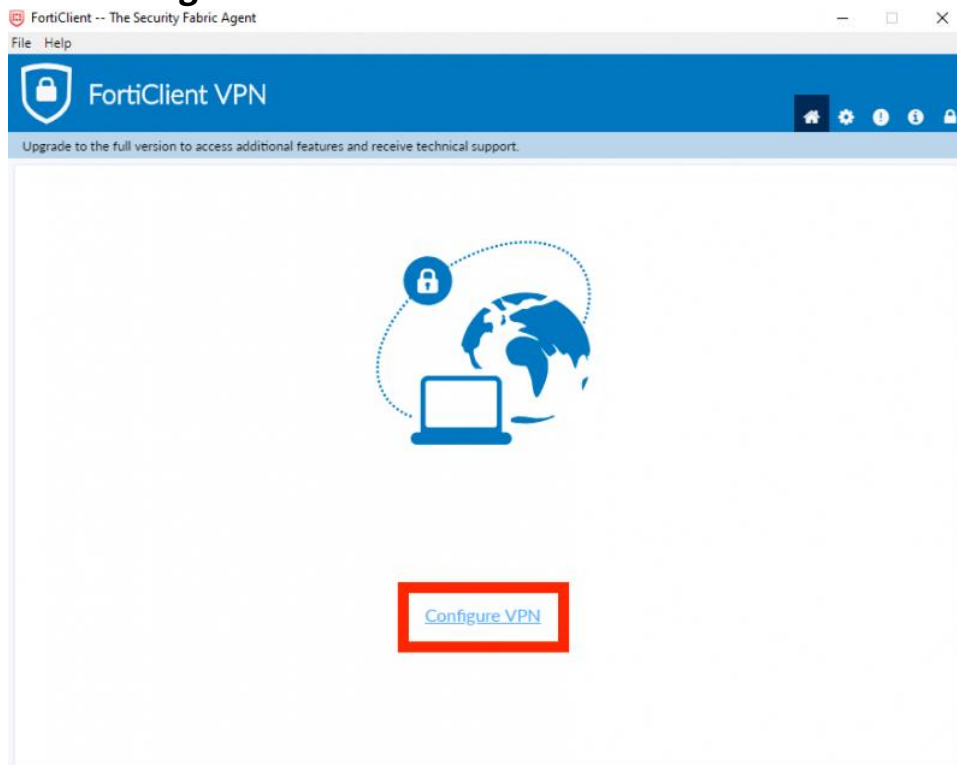 FortiClient -- The Security Fabric Agent
File Help
FortiClient VPN
Upgrade to the full version to access additional features and receive technical support.
Configure VPN